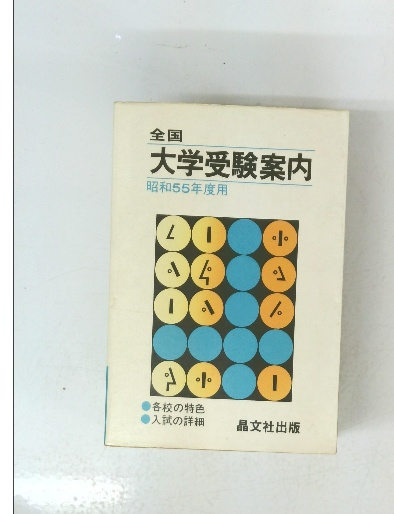 全国
大学受験案内
昭和55年度用
●各校の特色
●入試の詳細
晶文社出版